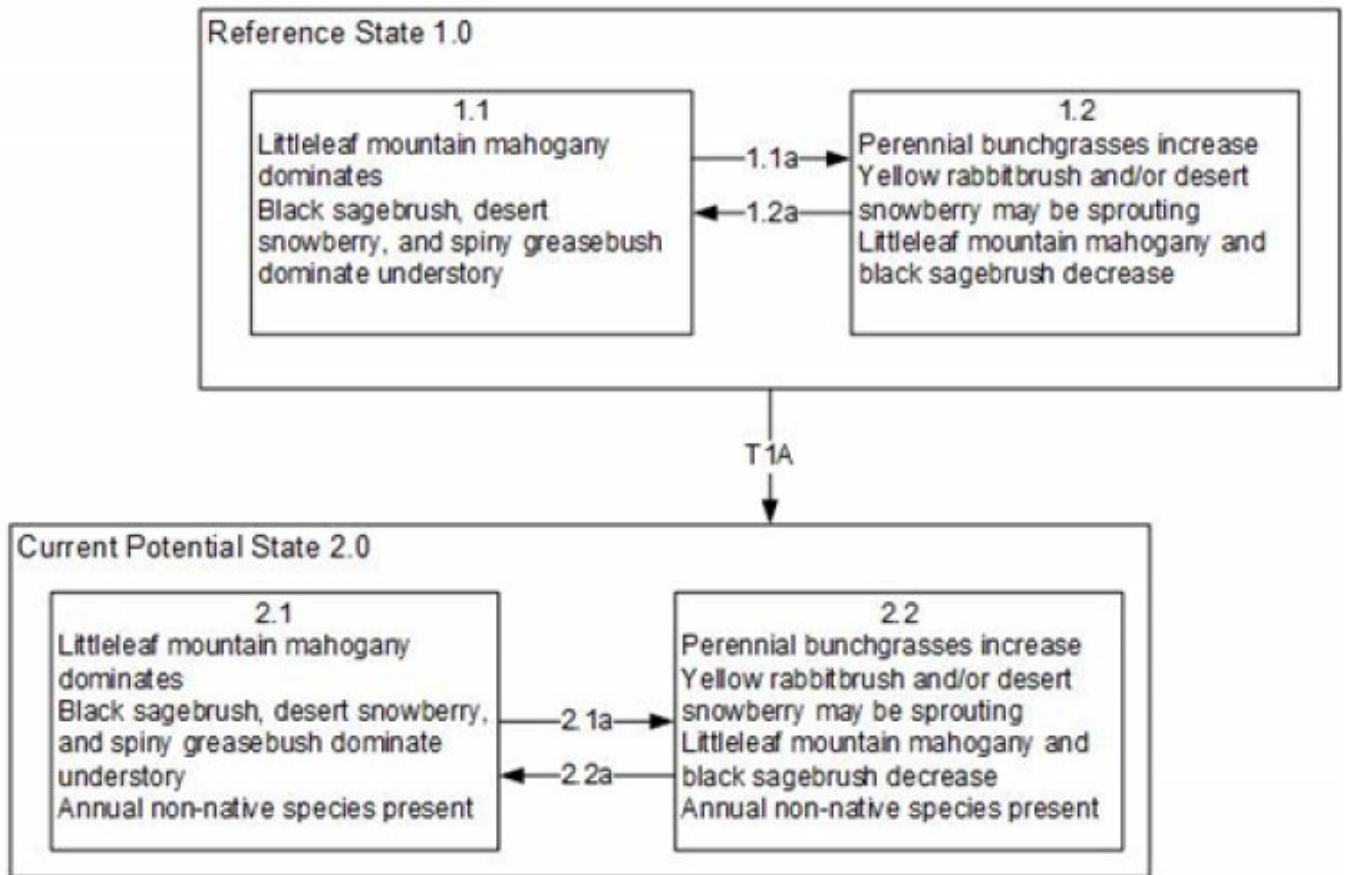 Reference State 1.0
1.1
Littleleaf mountain mahogany
dominates
Black sagebrush, desert
snowberry, and spiny greasebush
dominate understory
1.1a
1.2a
1.2
Perennial bunchgrasses increase
Yellow rabbitbrush and/or desert
snowberry may be sprouting
Littleleaf mountain mahogany and
black sagebrush decrease
T1A
Current Potential State 2.0
2.1
Littleleaf mountain mahogany
dominates
Black sagebrush, desert snowberry,
and spiny greasebush dominate
understory
Annual non-native species present
2.1a
2.2a
2.2
Perennial bunchgrasses increase
Yellow rabbitbrush and/or desert
snowberry may be sprouting
Littleleaf mountain mahogany and
black sagebrush decrease
Annual non-native species present